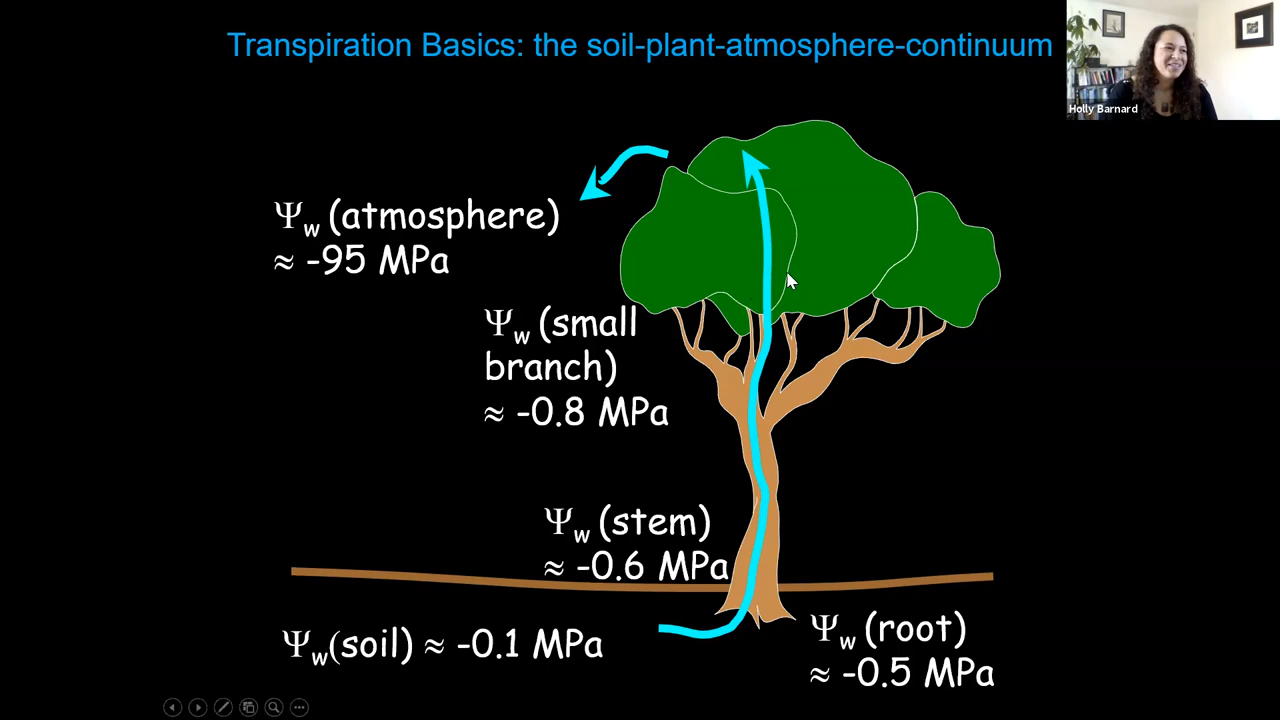 Transpiration Basics: the soil-plant-atmosphere-continuum
Holly Barnard
Ψw (atmosphere)
≈ -95 MPa
Ψw (small
branch)
≈ -0.8 MPa
Ψw (stem)
≈ -0.6 MPa
Ψw(soil) ≈ -0.1 MPa
Ψw (root)
≈ -0.5 MPa